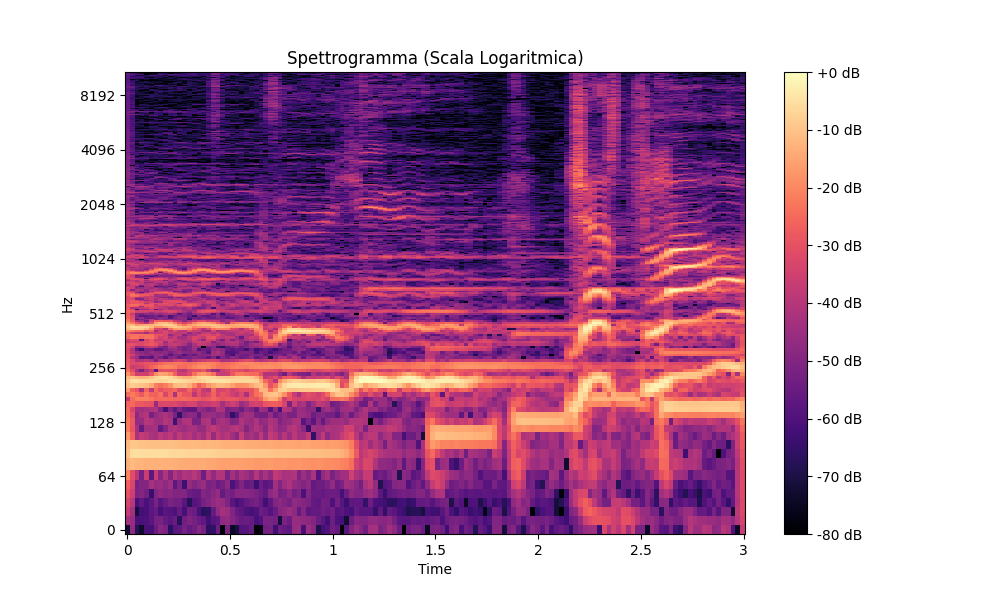 Spettrogramma (Scala Logaritmica)
8192
4096
2048
1024
512
256
128
64
0
Hz
0 0.5 1 1.5 2 2.5 3
Time
+0 dB
-10 dB
-20 dB
-30 dB
-40 dB
-50 dB
-60 dB
-70 dB
-80 dB